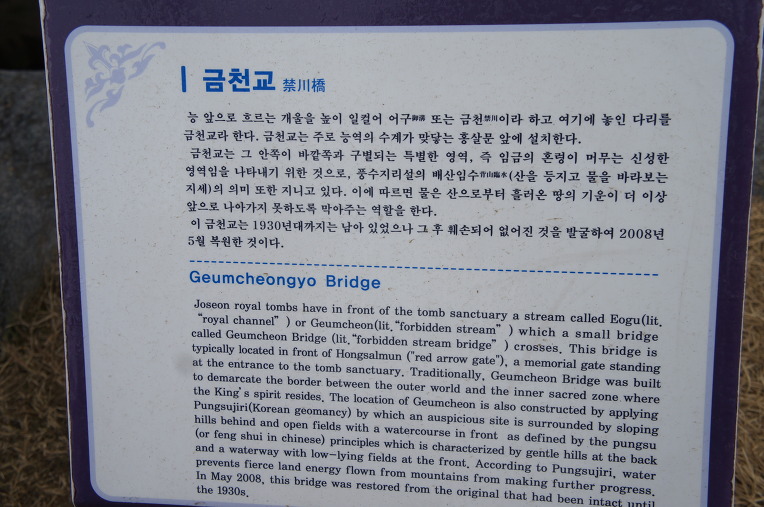 금천교 禁川橋
능 앞으로 흐르는 개울을 높이 일컬어 어구御溝 또는 금천禁川이라 하고 여기에 놓인 다리를
금천교라 한다. 금천교는 주로 능역의 수계가 맞닿는 홍살문 앞에 설치한다.
금천교는 그 안쪽이 바깥쪽과 구별되는 특별한 영역, 즉 임금의 혼령이 머무는 신성한
영역임을 나타내기 위한 것으로, 풍수지리설의 배산임수背山臨水(산을 등지고 물을 바라보는
지세)의 의미 또한 지니고 있다. 이에 따르면 물은 산으로부터 흘러온 땅의 기운이 더 이상
앞으로 나아가지 못하도록 막아주는 역할을 한다.
이 금천교는 1930년대까지는 남아 있었으나 그 후 훼손되어 없어진 것을 발굴하여 2008년
5월 복원한 것이다.
Geumcheongyo Bridge
Joseon royal tombs have in front of the tomb sanctuary a stream called Eogu(lit.
“royal channel”) or Geumcheon(lit.“forbidden stream”) which a small bridge
called Geumcheon Bridge (lit.“forbidden stream bridge”) crosses. This bridge is
typically located in front of Hongsalmun ("red arrow gate"), a memorial gate standing
at the entrance to the tomb sanctuary. Traditionally, Geumcheon Bridge was built
to demarcate the border between the outer world and the inner sacred zone where
the King's spirit resides. The location of Geumcheon is also constructed by applying
Pungsujiri(Korean geomancy) by which an auspicious site is surrounded by sloping
hills behind and open fields with a watercourse in front as defined by the pungsu
(or feng shui in chinese) principles which is characterized by gentle hills at the back
and a waterway with low-lying fields at the front. According to Pungsujiri, water
prevents fierce land energy flown from mountains from making further progress.
In May 2008, this bridge was restored from the original that had been intact until
the 1930s.